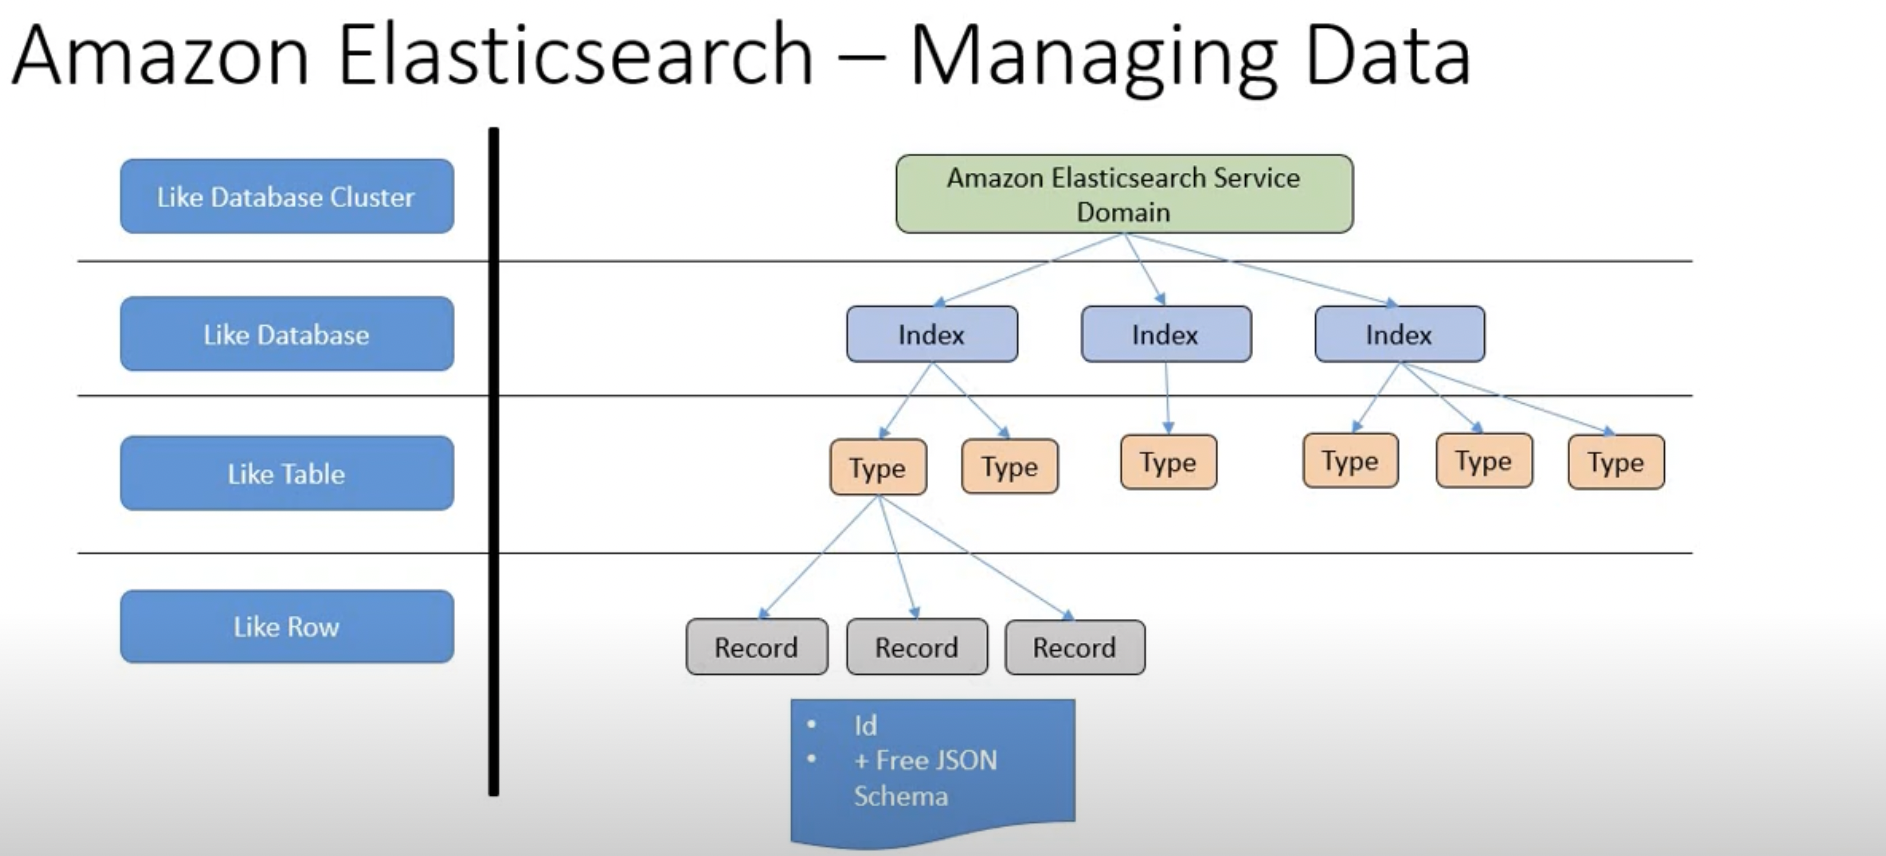 Amazon Elasticsearch – Managing Data
Like Database Cluster
Amazon Elasticsearch Service
Domain
Like Database
Index
Index
Index
Like Table
Type
Type
Type
Type
Type
Type
Like Row
Record
Record
Record
• Id
• + Free JSON
Schema